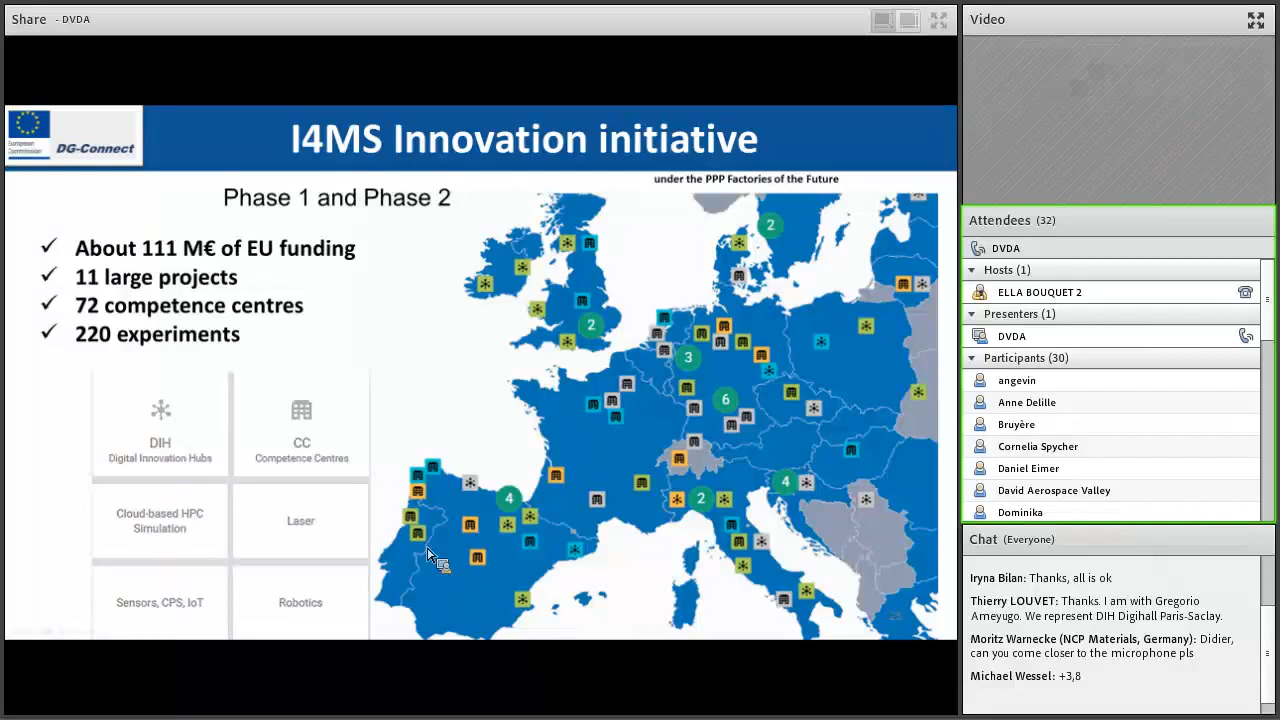 Share - DVDA
European
Commission
DG-Connect
I4MS Innovation initiative
under the PPP Factories of the Future
Phase 1 and Phase 2
✓ About 111 M€ of EU funding
✓ 11 large projects
✓ 72 competence centres
✓ 220 experiments
DIH
Digital Innovation Hubs
CC
Competence Centres
Cloud-based HPC
Simulation
Laser
Sensors, CPS, IoT
Robotics
2
2
3
6
4
2
4
25
Video
Attendees (32)
DVDA
Hosts (1)
ELLA BOUQUET 2
Presenters (1)
DVDA
Participants (30)
angevin
Anne Delille
Bruyère
Cornelia Spycher
Daniel Eimer
David Aerospace Valley
Dominika
Chat (Everyone)
Iryna Bilan: Thanks, all is ok
Thierry LOUVET: Thanks. I am with Gregorio
Ameyugo. We represent DIH Digihall Paris-Saclay.
Moritz Warnecke (NCP Materials, Germany): Didier,
can you come closer to the microphone pls
Michael Wessel: +3,8